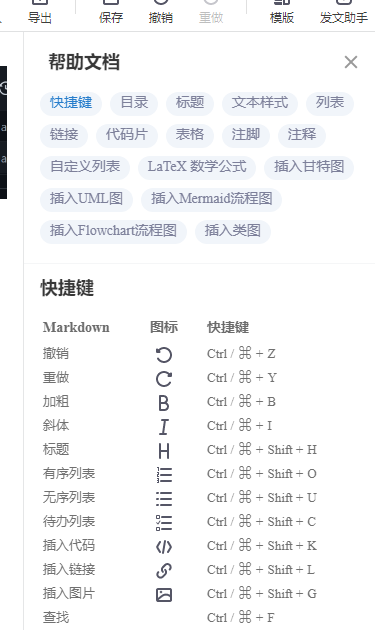 导出 保存 撤销 重做 模版 发文助手
帮助文档
快捷键 目录 标题 文本样式 列表
链接 代码片 表格 注脚 注释
自定义列表 LaTeX 数学公式 插入甘特图
插入UML图 插入Mermaid流程图
插入Flowchart流程图 插入类图
快捷键
Markdown 图标 快捷键
撤销 Ctrl / ⌘ + Z
重做 Ctrl / ⌘ + Y
加粗 Ctrl / ⌘ + B
斜体 Ctrl / ⌘ + I
标题 Ctrl / ⌘ + Shift + H
有序列表 Ctrl / ⌘ + Shift + O
无序列表 Ctrl / ⌘ + Shift + U
待办列表 Ctrl / ⌘ + Shift + C
插入代码 Ctrl / ⌘ + Shift + K
插入链接 Ctrl / ⌘ + Shift + L
插入图片 Ctrl / ⌘ + Shift + G
查找 Ctrl / ⌘ + F